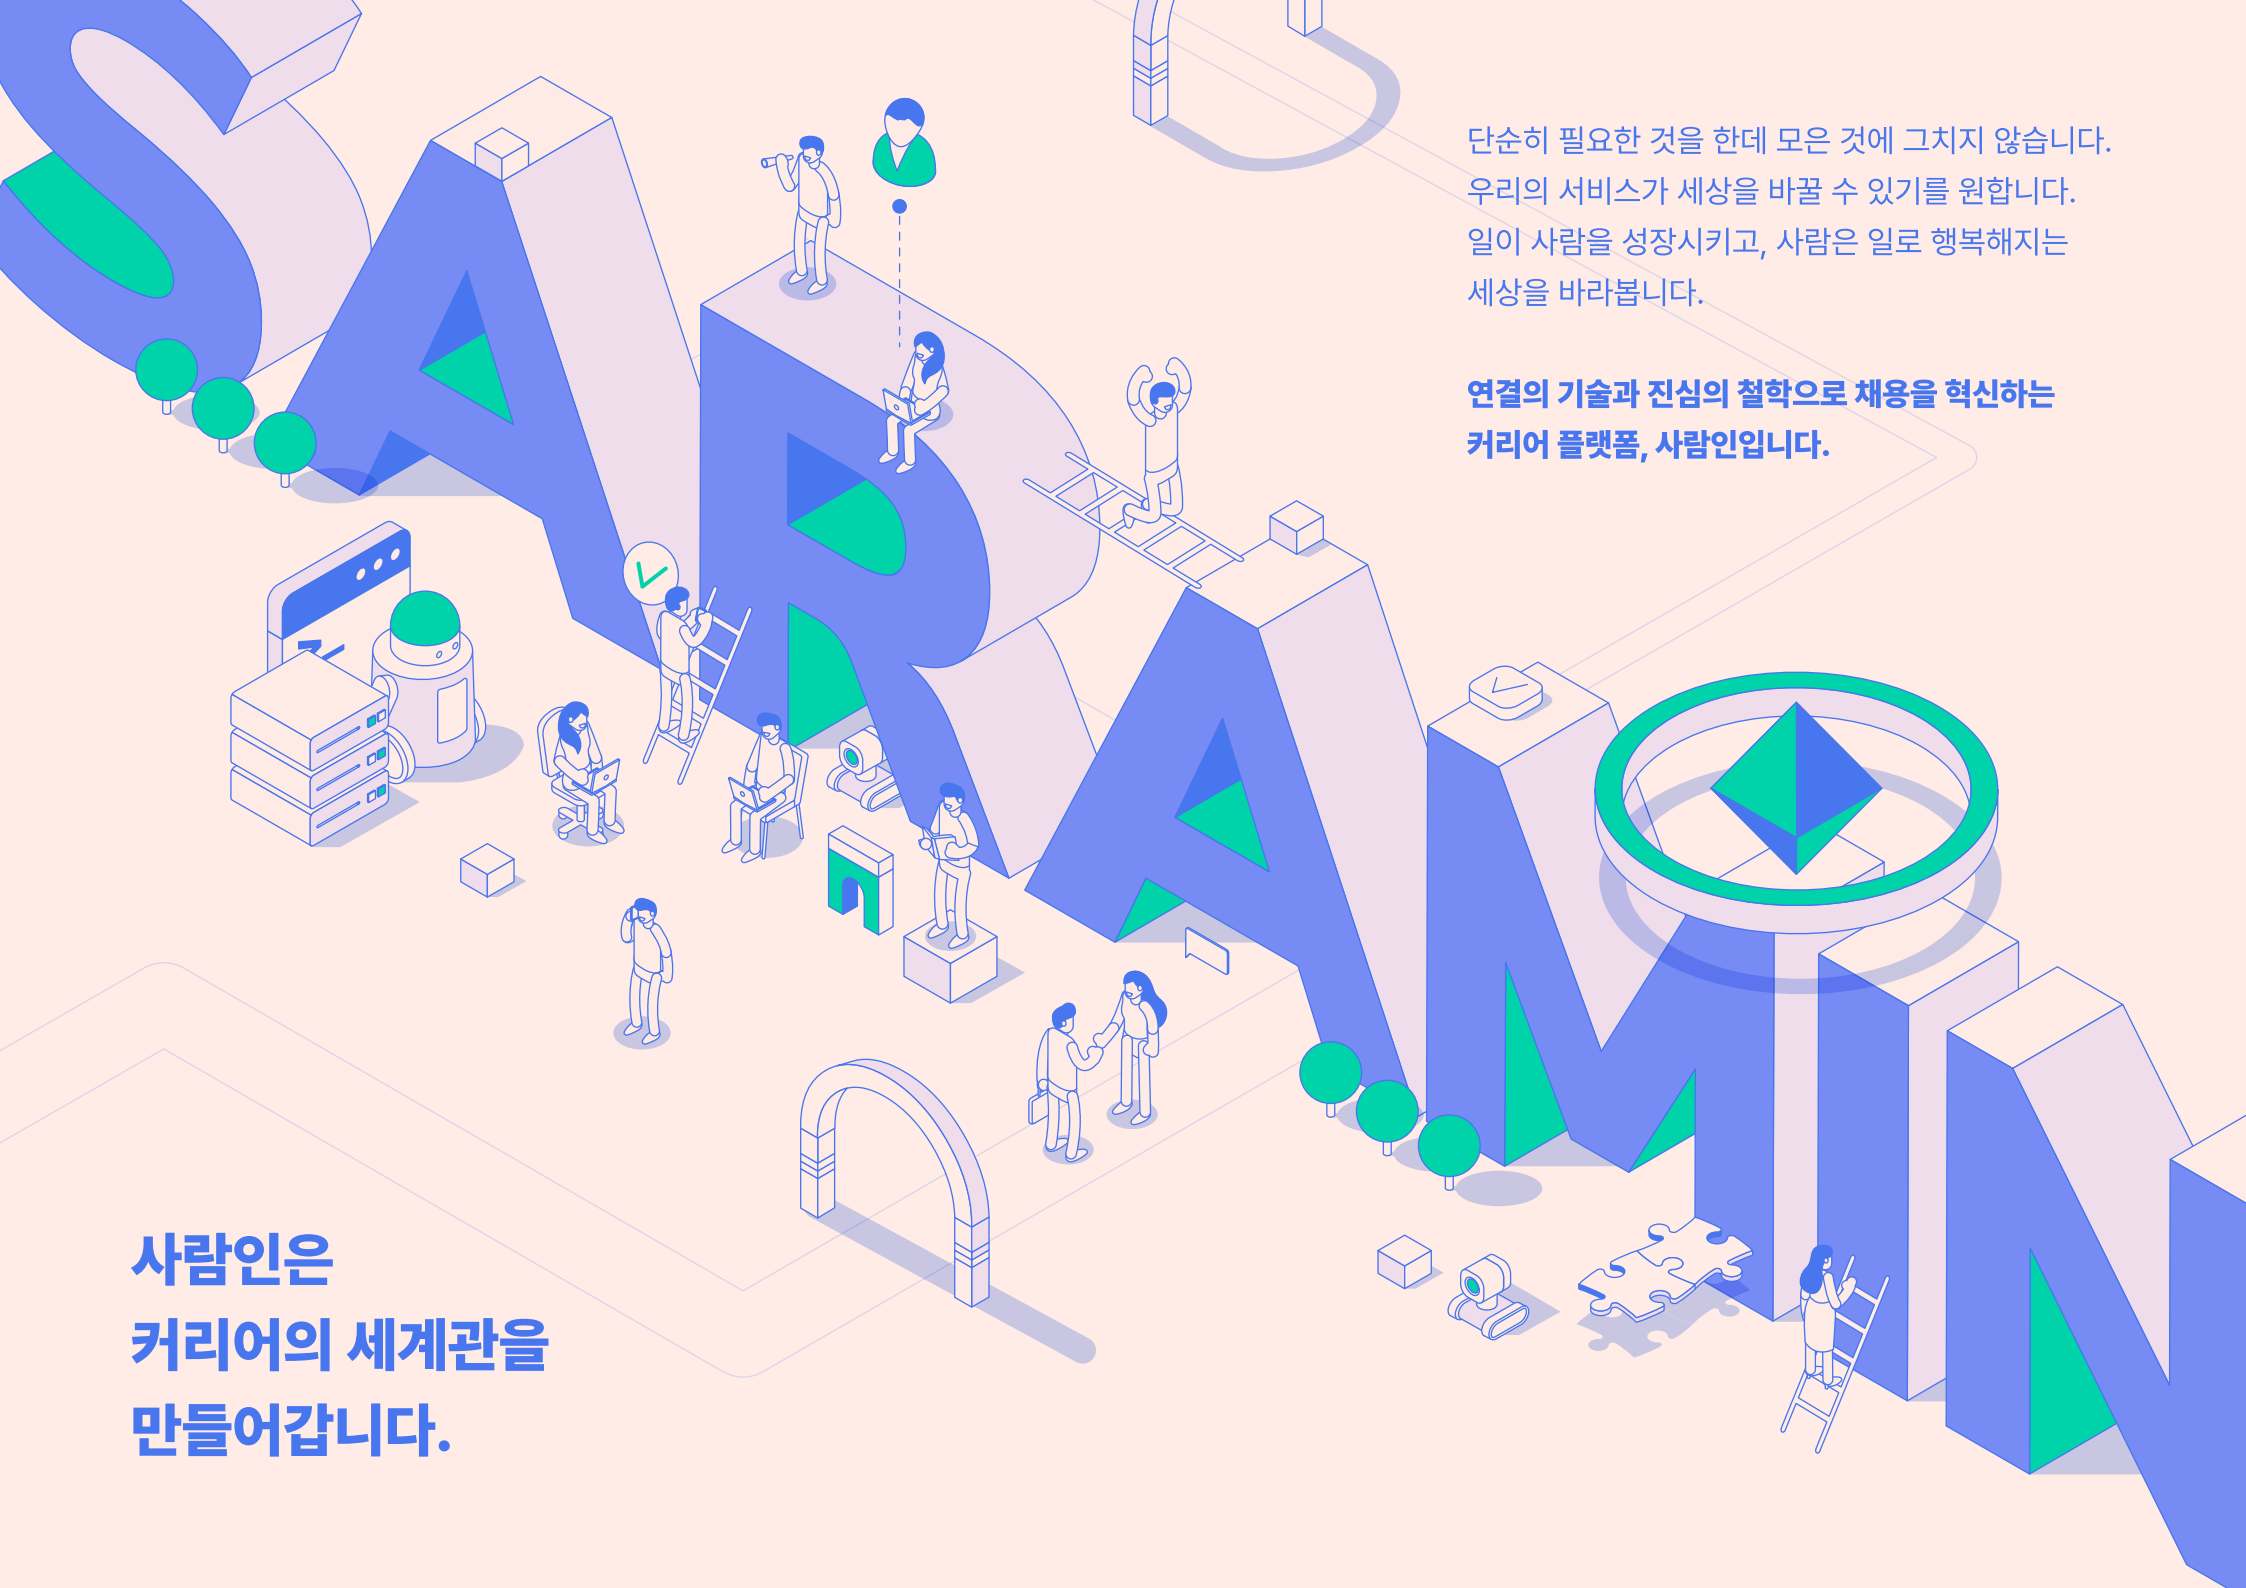 SARAMIN
단순히 필요한 것을 한데 모은 것에 그치지 않습니다.
우리의 서비스가 세상을 바꿀 수 있기를 원합니다.
일이 사람을 성장시키고, 사람은 일로 행복해지는
세상을 바라봅니다.
연결의 기술과 진심의 철학으로 채용을 혁신하는
커리어 플랫폼, 사람인입니다.
사람인은
커리어의 세계관을
만들어갑니다.